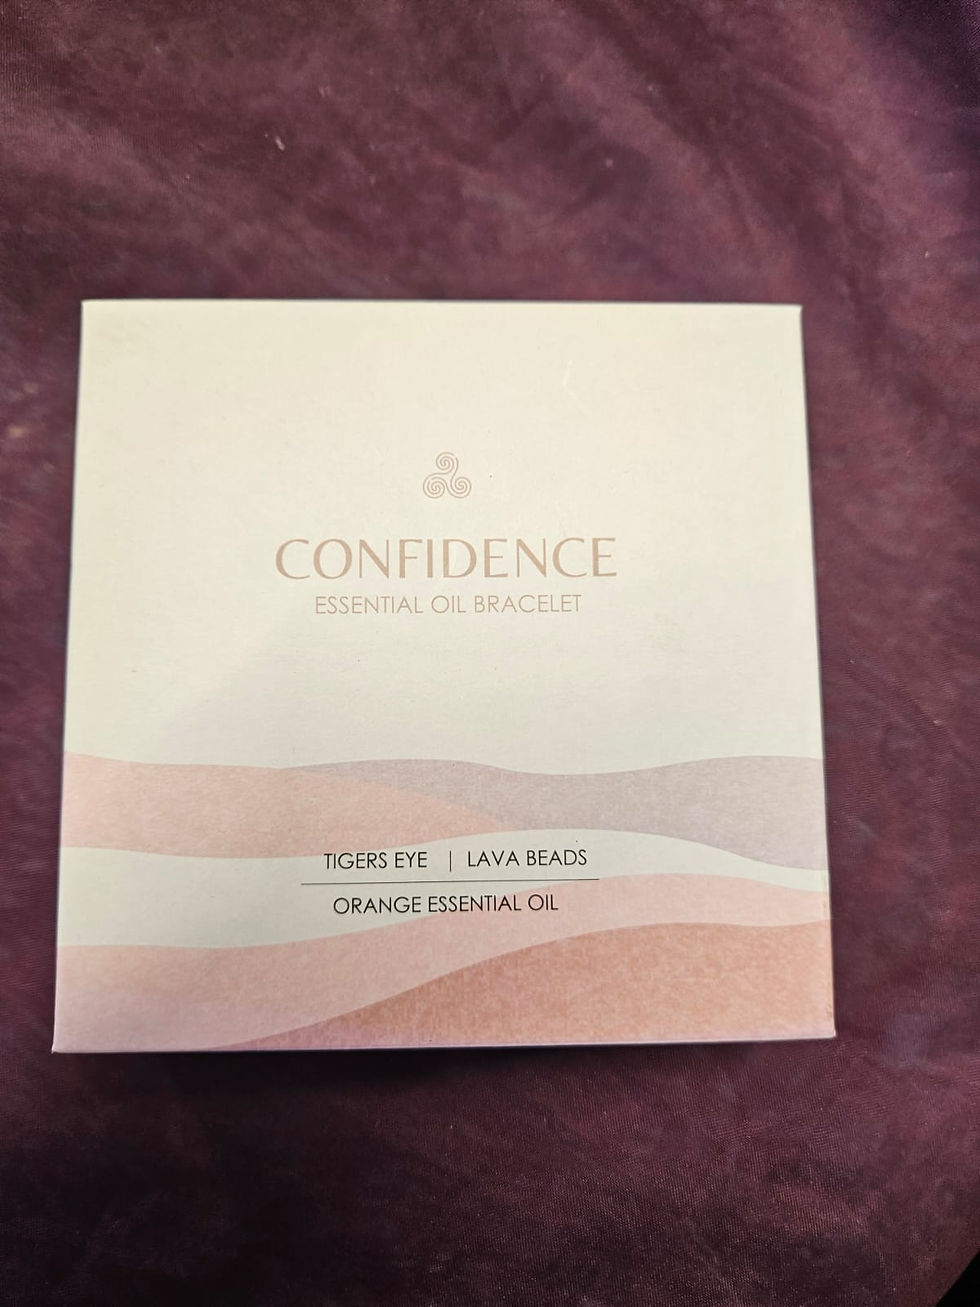 CONFIDENCE
ESSENTIAL OIL BRACELET
TIGERS EYE | LAVA BEADS
ORANGE ESSENTIAL OIL